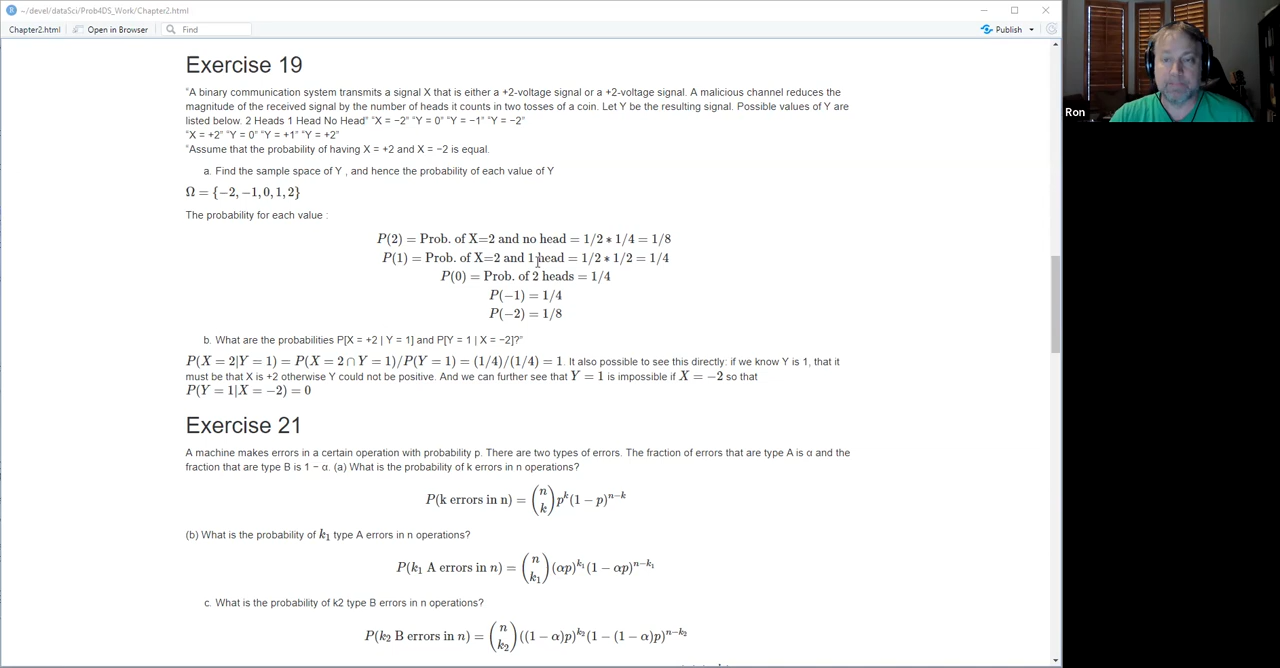 ~/devel/dataSci/Prob4DS_Work/Chapter2.html
Chapter2.html Open in Browser Find Publish
Exercise 19
"A binary communication system transmits a signal X that is either a +2-voltage signal or a +2-voltage signal. A malicious channel reduces the
magnitude of the received signal by the number of heads it counts in two tosses of a coin. Let Y be the resulting signal. Possible values of Y are
listed below. 2 Heads 1 Head No Head" "X = −2" "Y = 0" "Y = −1" "Y = −2"
"X = +2" "Y = 0" "Y = +1" "Y = +2"
"Assume that the probability of having X = +2 and X = −2 is equal.
a. Find the sample space of Y , and hence the probability of each value of Y
Ω = {−2, −1, 0, 1, 2}
The probability for each value :
P(2) = Prob. of X=2 and no head = 1/2 ∗ 1/4 = 1/8
P(1) = Prob. of X=2 and 1 head = 1/2 ∗ 1/2 = 1/4
P(0) = Prob. of 2 heads = 1/4
P(−1) = 1/4
P(−2) = 1/8
b. What are the probabilities P[X = +2 | Y = 1] and P[Y = 1 | X = −2]?"
P(X = 2|Y = 1) = P(X = 2 ∩ Y = 1)/P(Y = 1) = (1/4)/(1/4) = 1. It also possible to see this directly: if we know Y is 1, that it
must be that X is +2 otherwise Y could not be positive. And we can further see that Y = 1 is impossible if X = −2 so that
P(Y = 1|X = −2) = 0
Exercise 21
A machine makes errors in a certain operation with probability p. There are two types of errors. The fraction of errors that are type A is α and the
fraction that are type B is 1 − α. (a) What is the probability of k errors in n operations?
P(k errors in n) = (n k) p^k (1 − p)^{n−k}
(b) What is the probability of k₁ type A errors in n operations?
P(k₁ A errors in n) = (n k₁) (αp)^{k₁} (1 − αp)^{n−k₁}
c. What is the probability of k2 type B errors in n operations?
P(k₂ B errors in n) = (n k₂) ((1 − α)p)^{k₂} (1 − (1 − α)p)^{n−k₂}
Ron